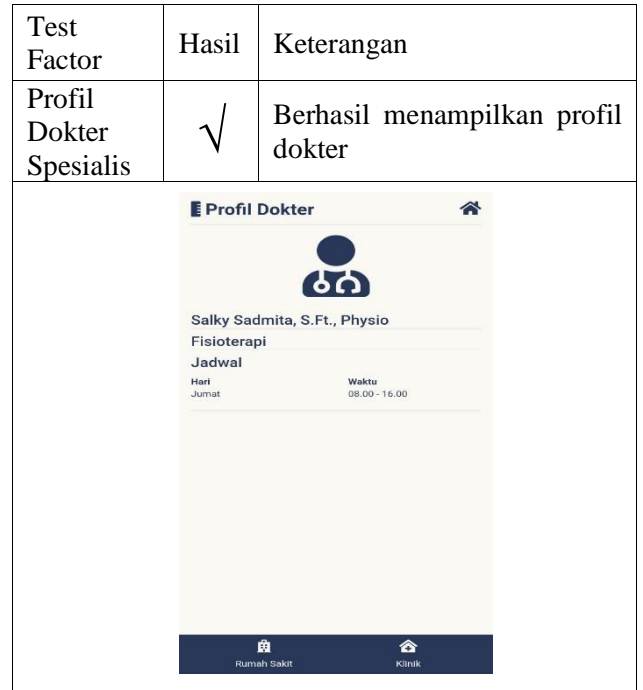 Test
Factor
Hasil
Keterangan
Profil
Dokter
Spesialis
√
Berhasil menampilkan profil
dokter
Profil Dokter
Salky Sadmita, S.Ft., Physio
Fisioterapi
Jadwal
Hari
Waktu
Jumat
08.00 - 16.00
Rumah Sakit
Klinik